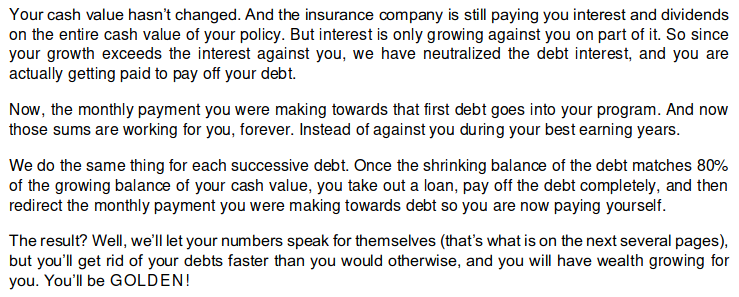 Your cash value hasn't changed. And the insurance company is still paying you interest and dividends
on the entire cash value of your policy. But interest is only growing against you on part of it. So since
your growth exceeds the interest against you, we have neutralized the debt interest, and you are
actually getting paid to pay off your debt.
Now, the monthly payment you were making towards that first debt goes into your program. And now
those sums are working for you, forever. Instead of against you during your best earning years.
We do the same thing for each successive debt. Once the shrinking balance of the debt matches 80%
of the growing balance of your cash value, you take out a loan, pay off the debt completely, and then
redirect the monthly payment you were making towards debt so you are now paying yourself.
The result? Well, we'll let your numbers speak for themselves (that's what is on the next several pages),
but you'll get rid of your debts faster than you would otherwise, and you will have wealth growing for
you. You'll be GOLDEN!